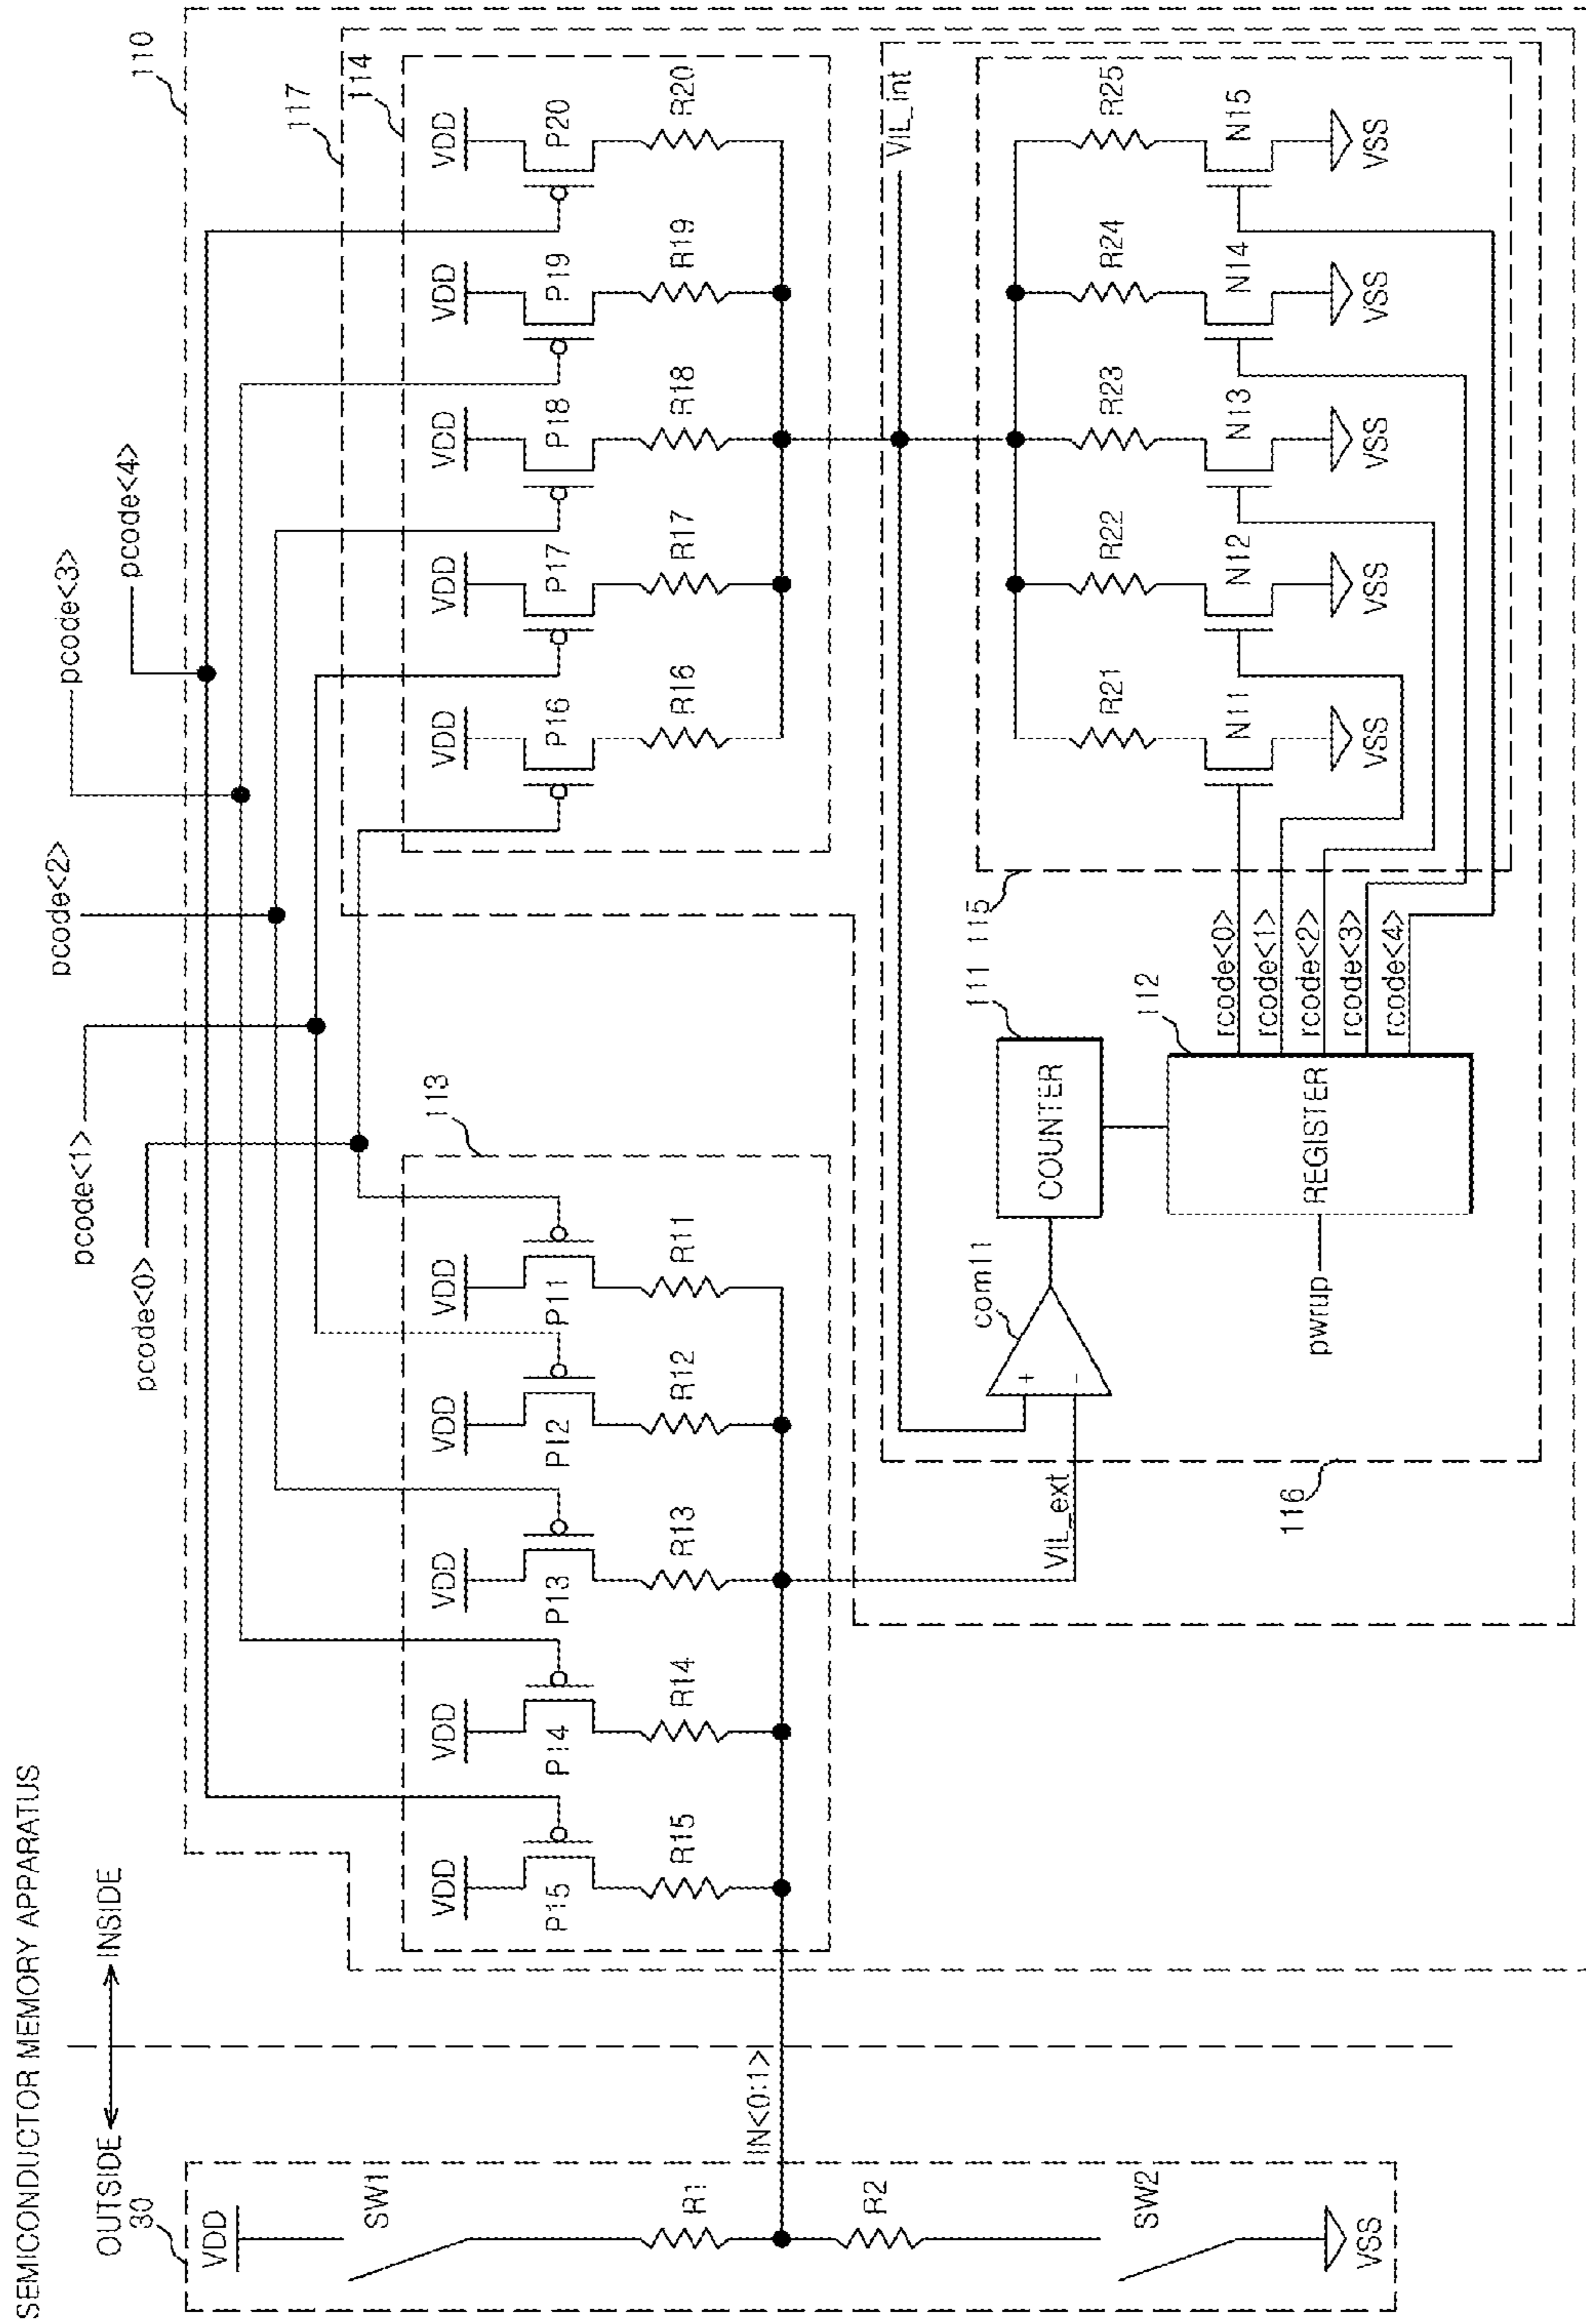 SEMICONDUCTOR MEMORY APPARATUS
OUTSIDE INSIDE
30
VDD
SW1
R1
IN<0:1>
R2
SW2
VSS
110
pcode<0>
pcode<1>
pcode<2>
pcode<3>
pcode<4>
113
VDD VDD VDD VDD VDD
P15 P14 P13 P12 P11
R15 R14 R13 R12 R11
117
114
VDD VDD VDD VDD VDD
P16 P17 P18 P19 P20
R16 R17 R18 R19 R20
VIL_ext
VIL_int
116
com11
+
-
COUNTER
111
115
112
REGISTER
pwrup
rcode<0>
rcode<1>
rcode<2>
rcode<3>
rcode<4>
R21 R22 R23 R24 R25
N11 N12 N13 N14 N15
VSS VSS VSS VSS VSS